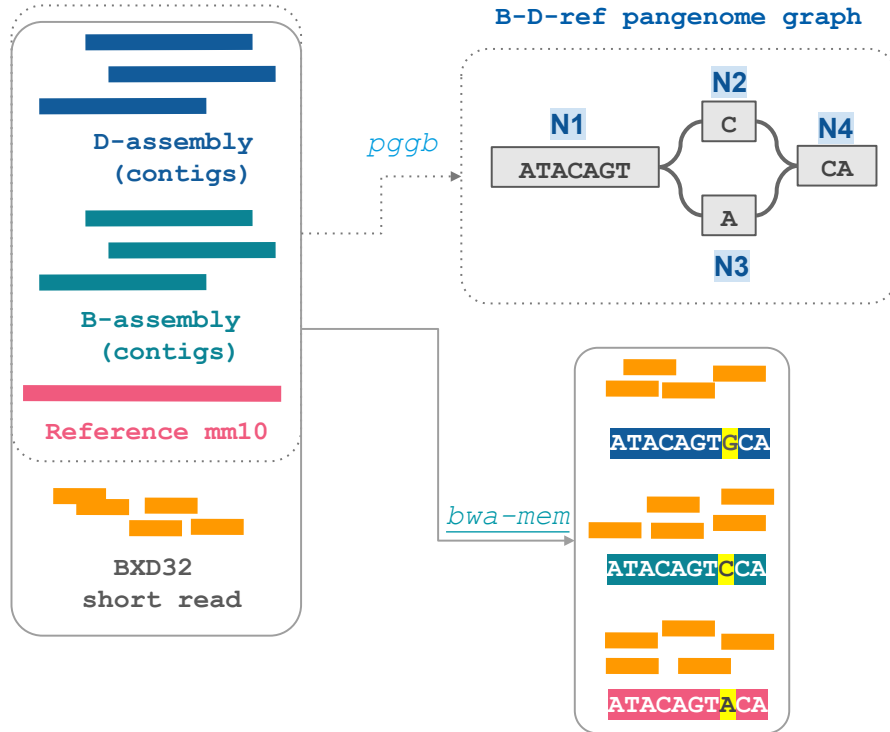 B-D-ref pangenome graph
D-assembly
(contigs)
B-assembly
(contigs)
Reference mm10
BXD32
short read
pggb
N1
N2
N4
ATACAGT
C
CA
A
N3
bwa-mem
ATACAGTGCA
ATACAGTCCA
ATACAGTACA